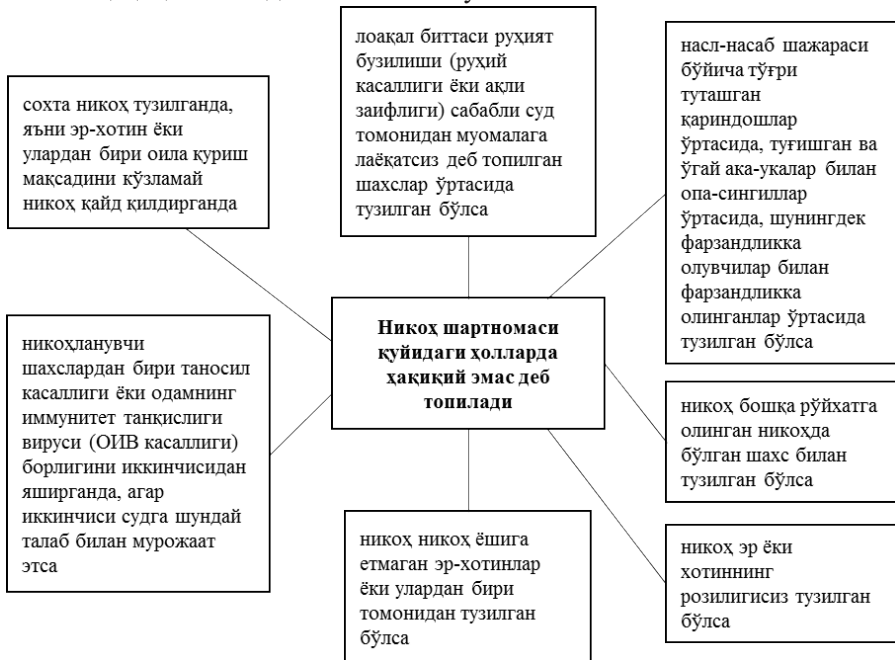 лоақал биттаси руҳият
бузилиши (руҳий
касаллиги ёки ақли
заифлиги) сабабли суд
томонидан муомалага
лаёқатсиз деб топилган
шахслар ўртасида
тузилган бўлса
насл-насаб шажараси
бўйича тўғри
туташган
қариндошлар
ўртасида, туғишган ва
ўгай ака-укалар билан
опа-сингиллар
ўртасида, шунингдек
фарзандликка
олувчилар билан
фарзандликка
олинганлар ўртасида
тузилган бўлса
сохта никоҳ тузилганда,
яъни эр-хотин ёки
улардан бири оила қуриш
мақсадини кўзламай
никоҳ қайд қилдирганда
Никоҳ шартномаси
қуйидаги ҳолларда
ҳақиқий эмас деб
топилади
никоҳланувчи
шахслардан бири таносил
касаллиги ёки одамнинг
иммунитет танқислиги
вируси (ОИВ касаллиги)
борлигини иккинчисидан
яширганда, агар
иккинчиси судга шундай
талаб билан мурожаат
этса
никоҳ бошқа рўйхатга
олинган никоҳда
бўлган шахс билан
тузилган бўлса
никоҳ никоҳ ёшига
етмаган эр-хотинлар
ёки улардан бири
томонидан тузилган
бўлса
никоҳ эр ёки
хотиннинг
розилигисиз тузилган
бўлса